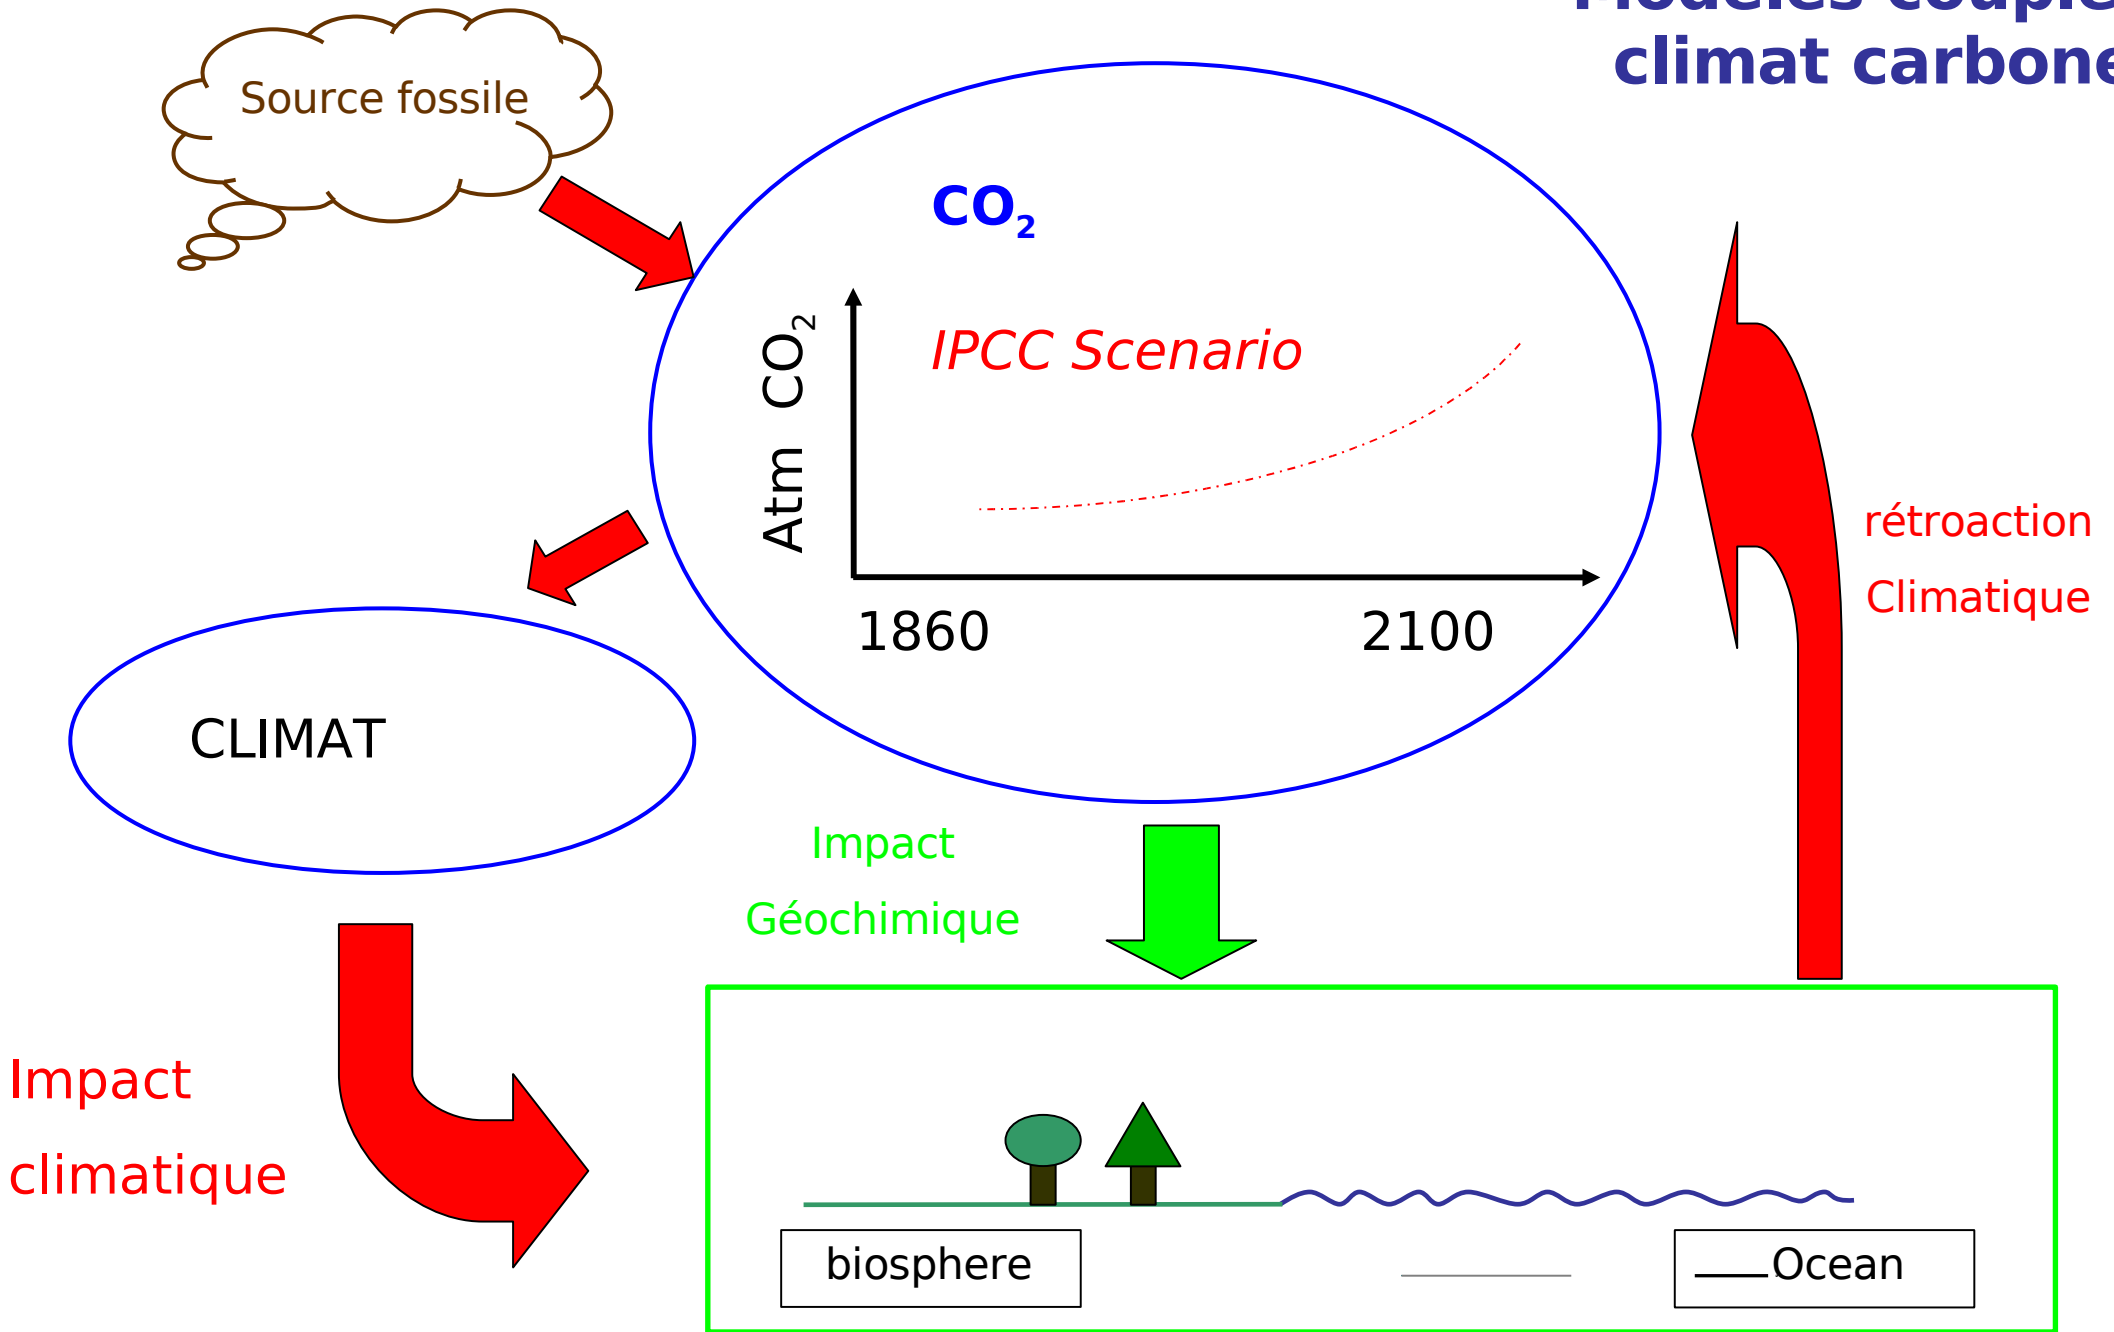 climat carbone
Source fossile
CO₂
IPCC Scenario
Atm CO₂
1860 2100
rétroaction
Climatique
CLIMAT
Impact
Géochimique
Impact
climatique
biosphere
Ocean